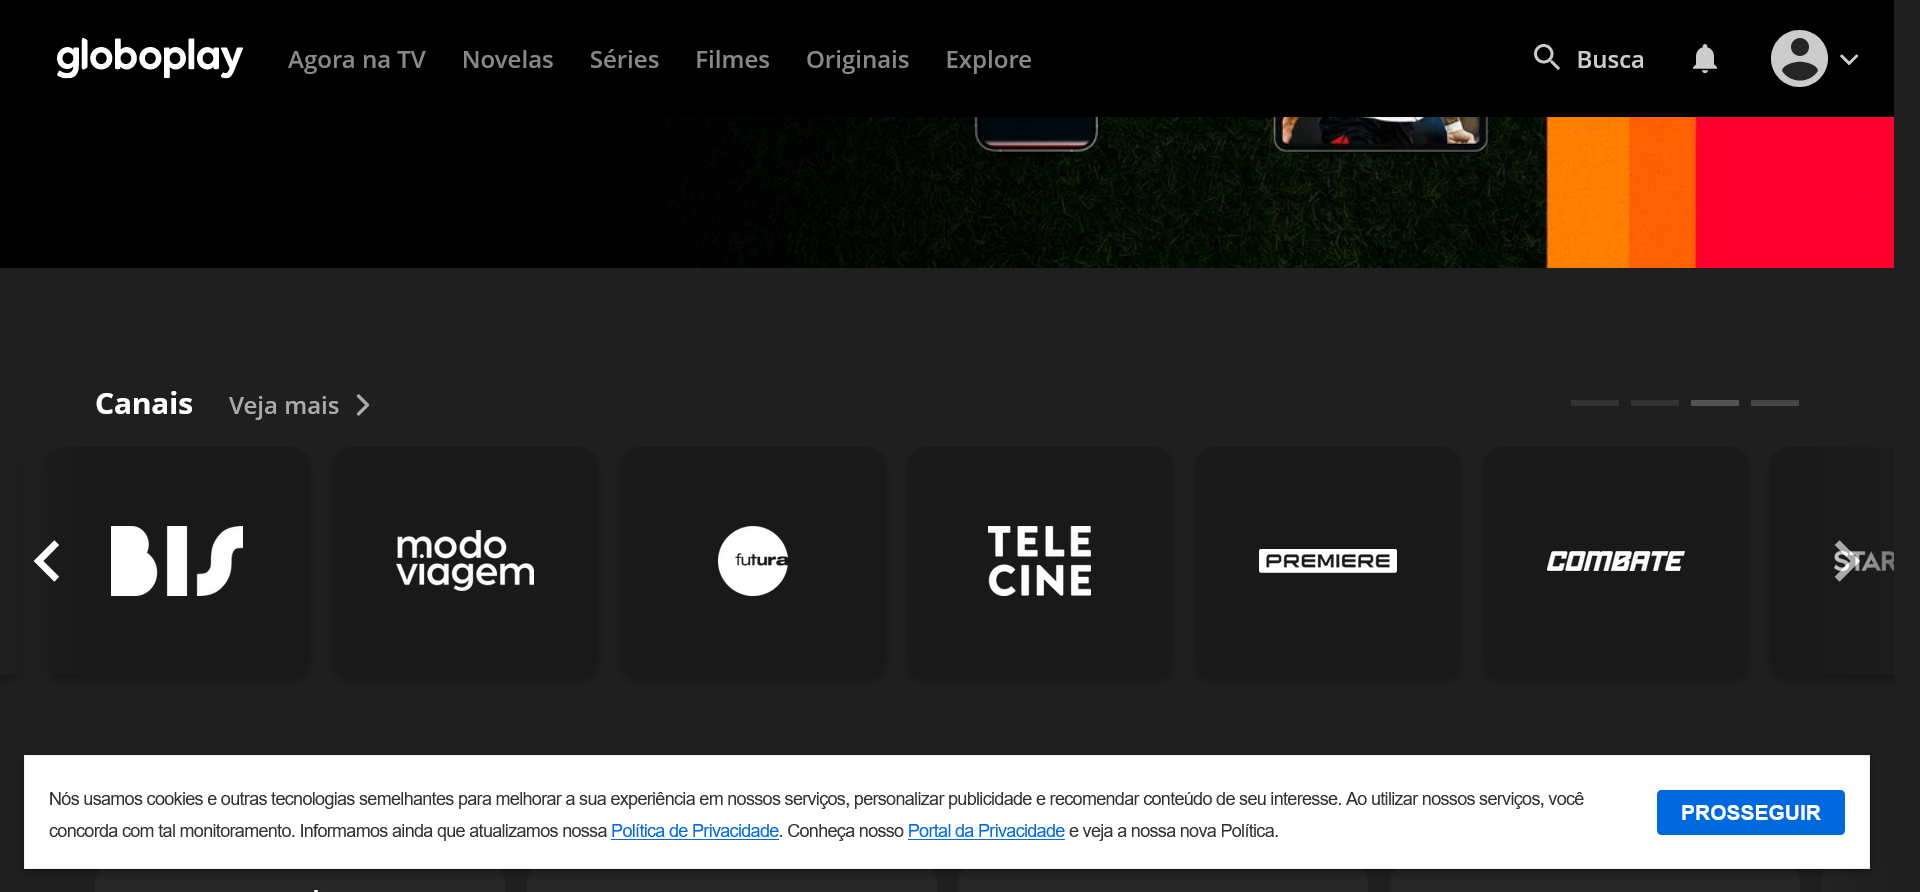 globoplay Agora na TV Novelas Séries Filmes Originais Explore Busca
Canais Veja mais
BIS
modo
viagem
futura
TELE
CINE
PREMIERE
COMBATE
STAR
Nós usamos cookies e outras tecnologias semelhantes para melhorar a sua experiência em nossos serviços, personalizar publicidade e recomendar conteúdo de seu interesse. Ao utilizar nossos serviços, você
concorda com tal monitoramento. Informamos ainda que atualizamos nossa Política de Privacidade. Conheça nosso Portal da Privacidade e veja a nossa nova Política.
PROSSEGUIR